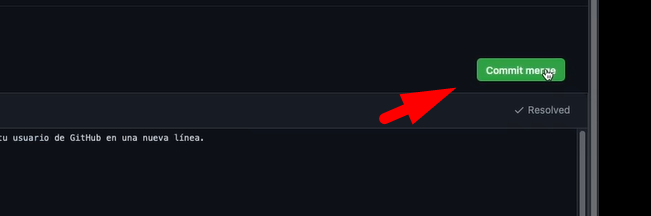 Commit merge
Resolved
tu usuario de GitHub en una nueva línea.